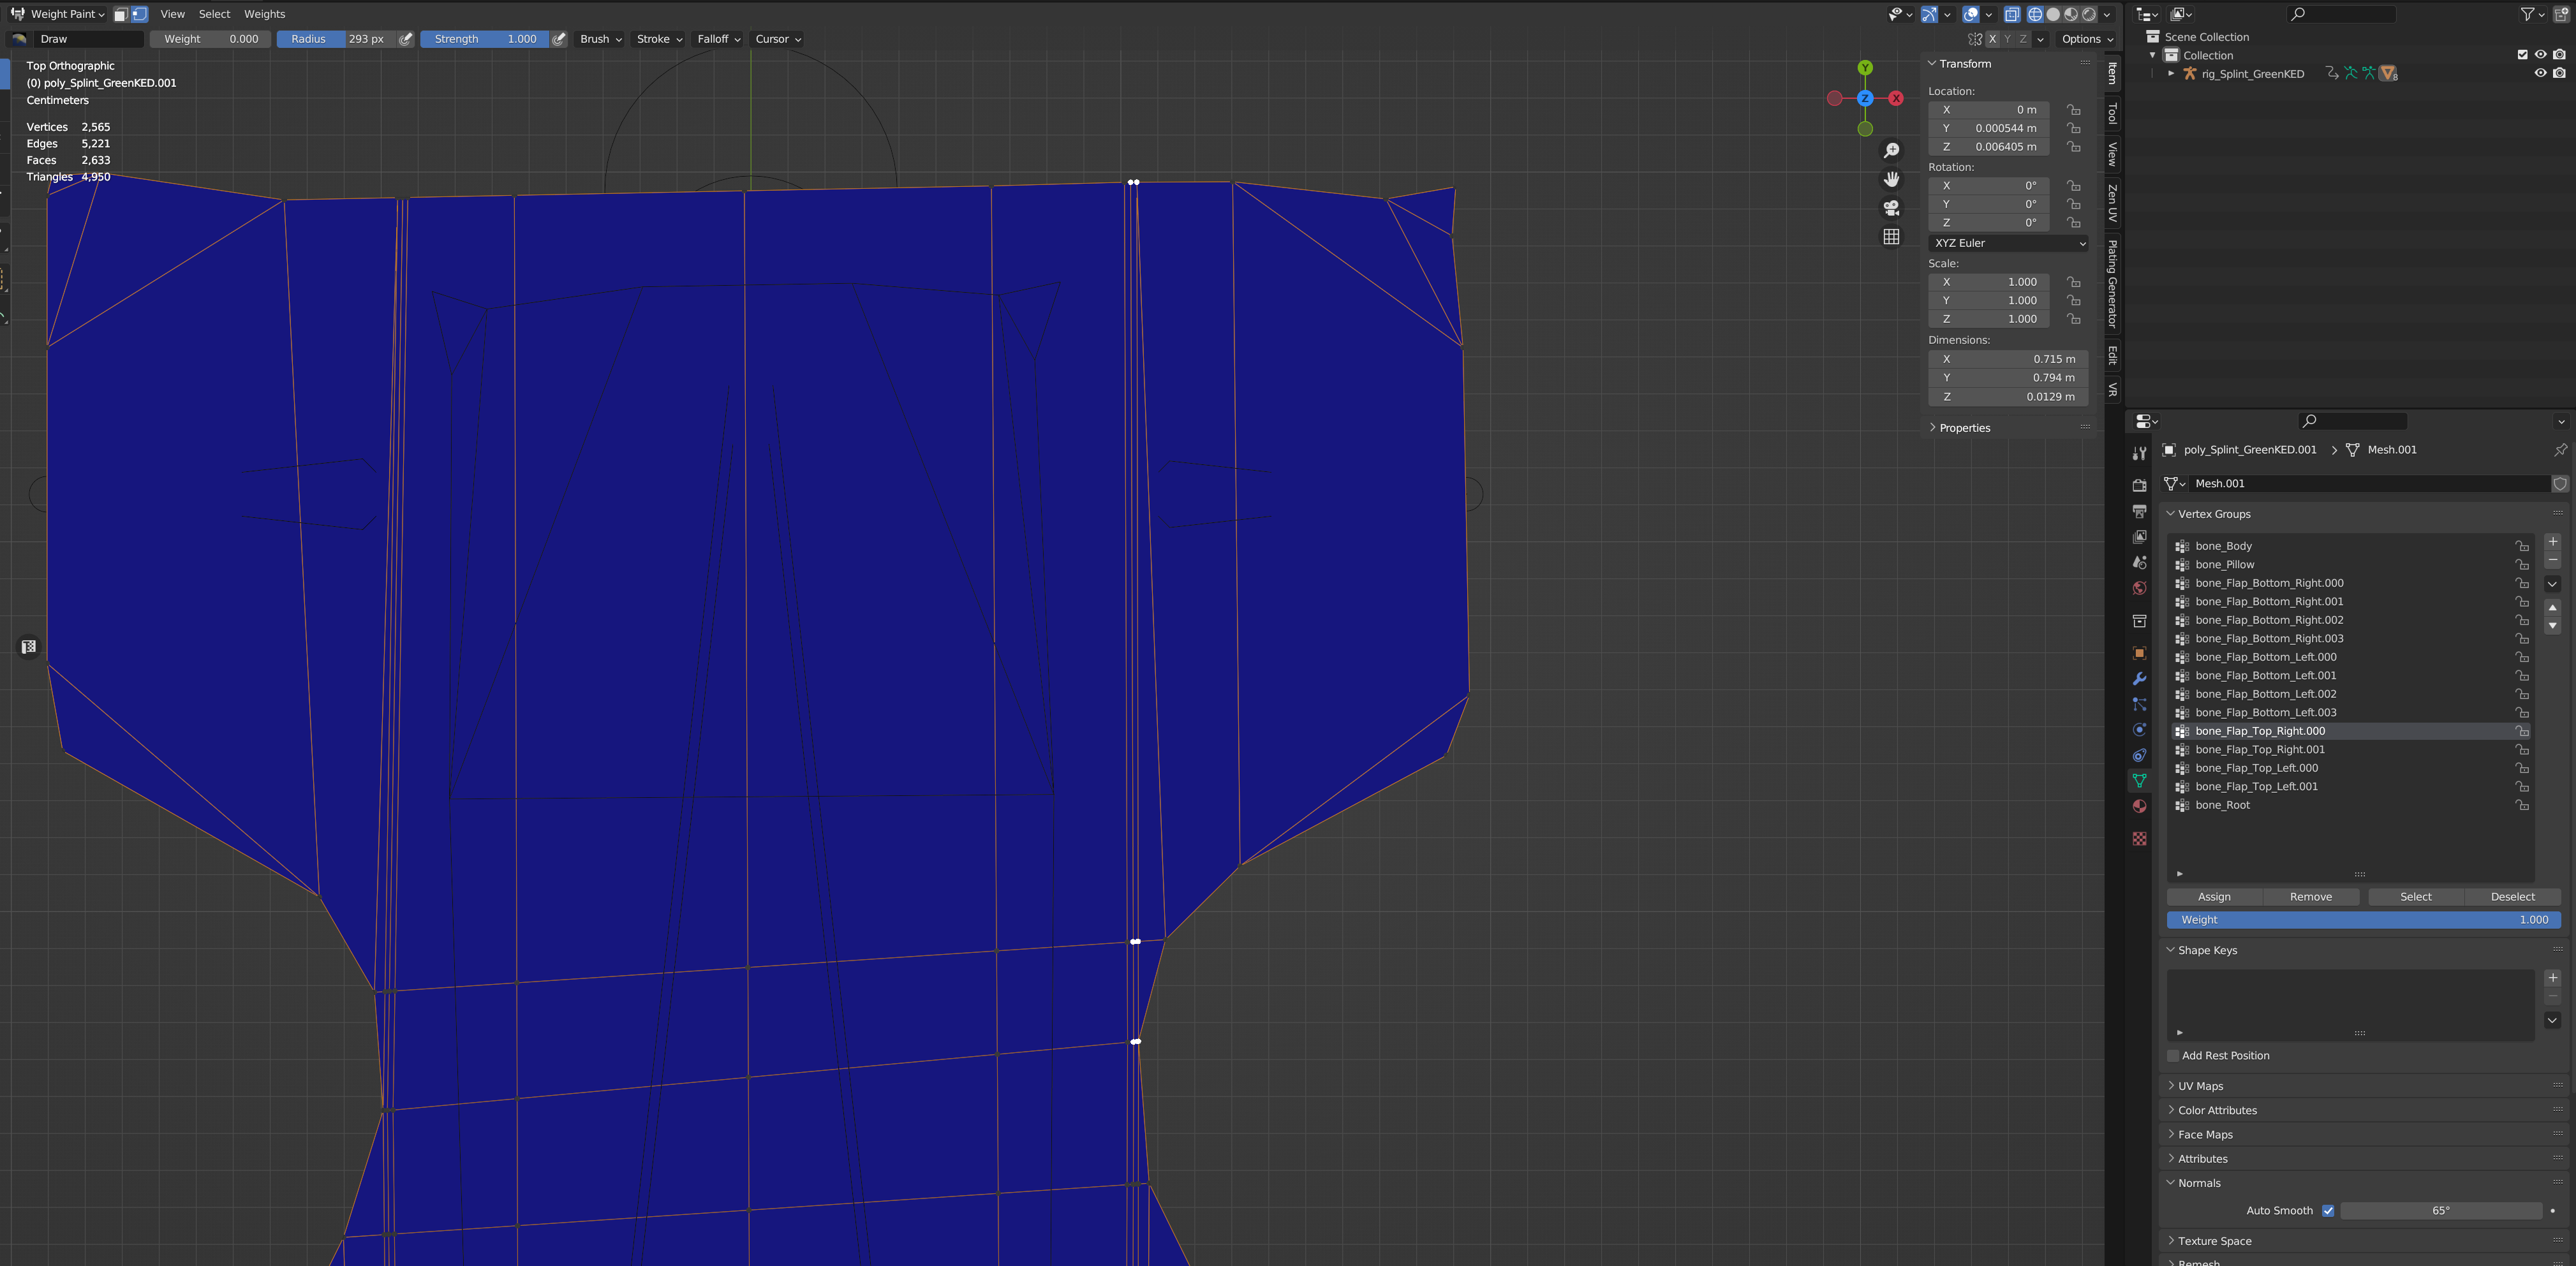 Weight Paint View Select Weights
Draw Weight 0.000 Radius 293 px Strength 1.000 Brush Stroke Falloff Cursor X Y Z Options
Top Orthographic
(0) poly_Splint_GreenKED.001
Centimeters
Vertices 2,565
Edges 5,221
Faces 2,633
Triangles 4,950
Y
Z X
Transform
Location:
X 0 m
Y 0.000544 m
Z 0.006405 m
Rotation:
X 0°
Y 0°
Z 0°
XYZ Euler
Scale:
X 1.000
Y 1.000
Z 1.000
Dimensions:
X 0.715 m
Y 0.794 m
Z 0.0129 m
Properties
Item
Tool
View
Zen UV
Plating Generator
Edit
VR
Scene Collection
Collection
rig_Splint_GreenKED 8
poly_Splint_GreenKED.001 Mesh.001
Mesh.001
Vertex Groups
bone_Body
bone_Pillow
bone_Flap_Bottom_Right.000
bone_Flap_Bottom_Right.001
bone_Flap_Bottom_Right.002
bone_Flap_Bottom_Right.003
bone_Flap_Bottom_Left.000
bone_Flap_Bottom_Left.001
bone_Flap_Bottom_Left.002
bone_Flap_Bottom_Left.003
bone_Flap_Top_Right.000
bone_Flap_Top_Right.001
bone_Flap_Top_Left.000
bone_Flap_Top_Left.001
bone_Root
Assign Remove Select Deselect
Weight 1.000
Shape Keys
Add Rest Position
UV Maps
Color Attributes
Face Maps
Attributes
Normals
Auto Smooth 65°
Texture Space
Remesh